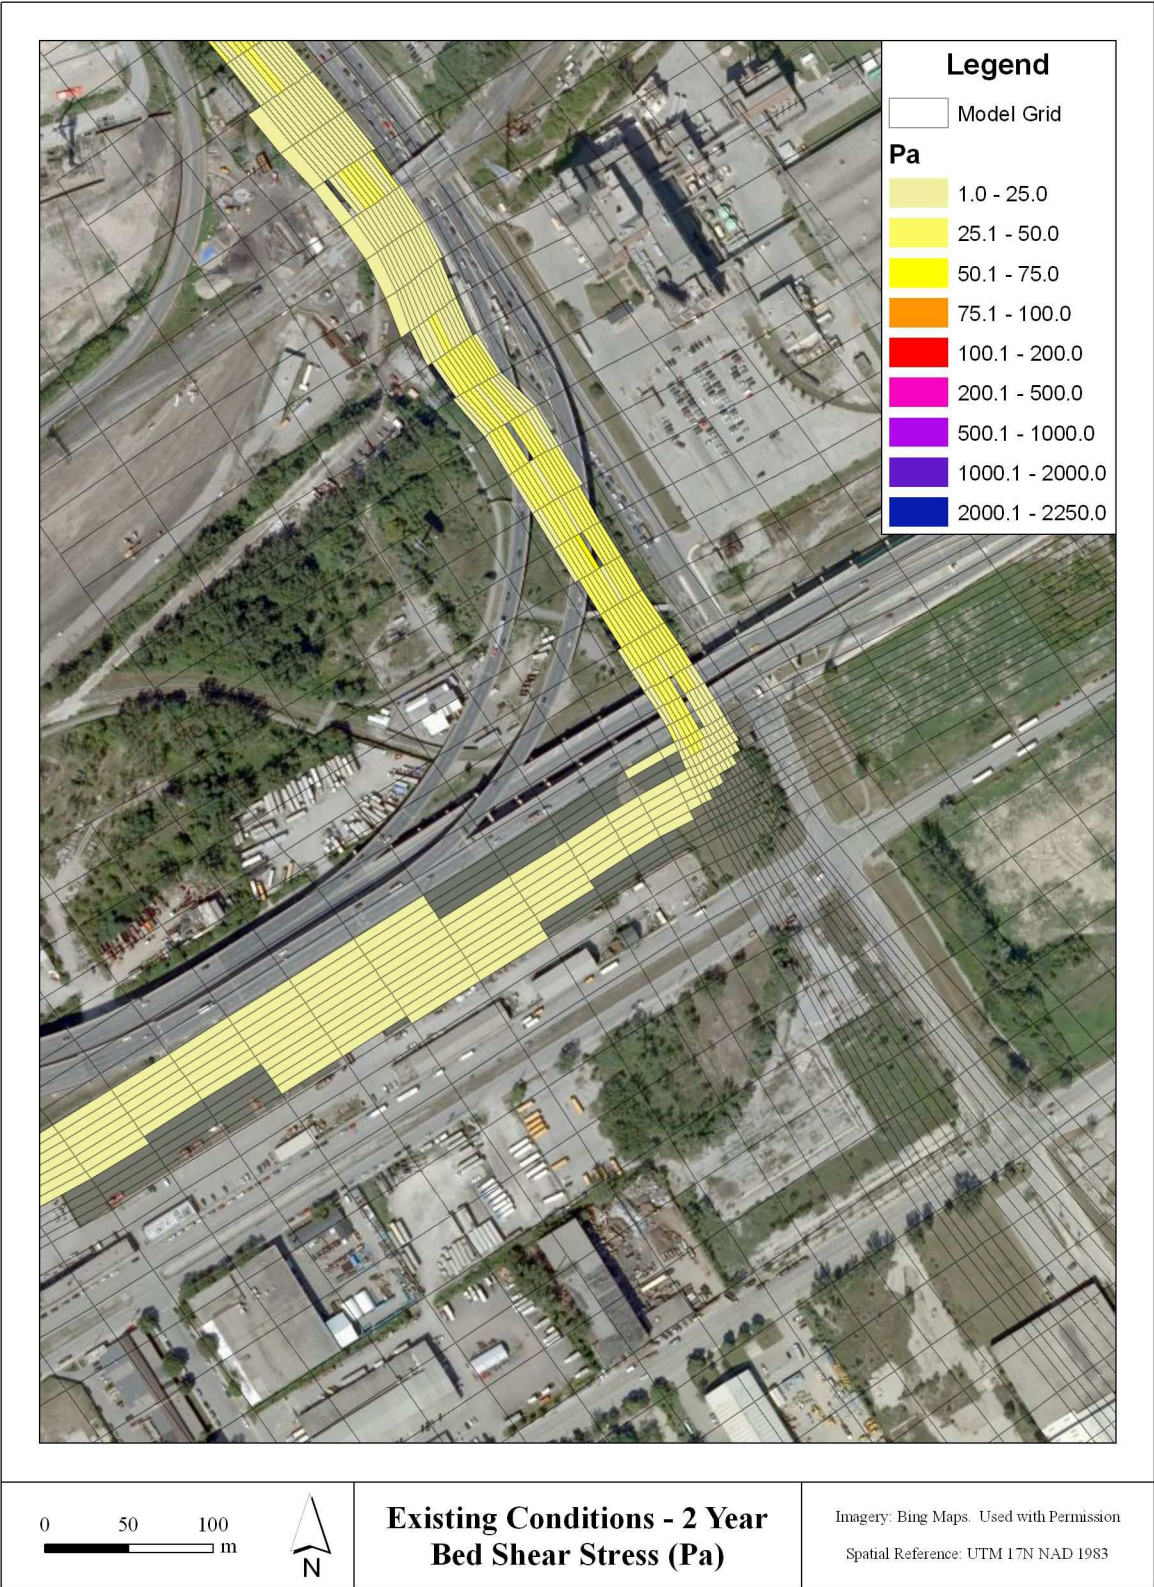 Legend
Model Grid
Pa
1.0 - 25.0
25.1 - 50.0
50.1 - 75.0
75.1 - 100.0
100.1 - 200.0
200.1 - 500.0
500.1 - 1000.0
1000.1 - 2000.0
2000.1 - 2250.0
0 50 100
m
N
Existing Conditions - 2 Year
Bed Shear Stress (Pa)
Imagery: Bing Maps. Used with Permission
Spatial Reference: UTM 17N NAD 1983